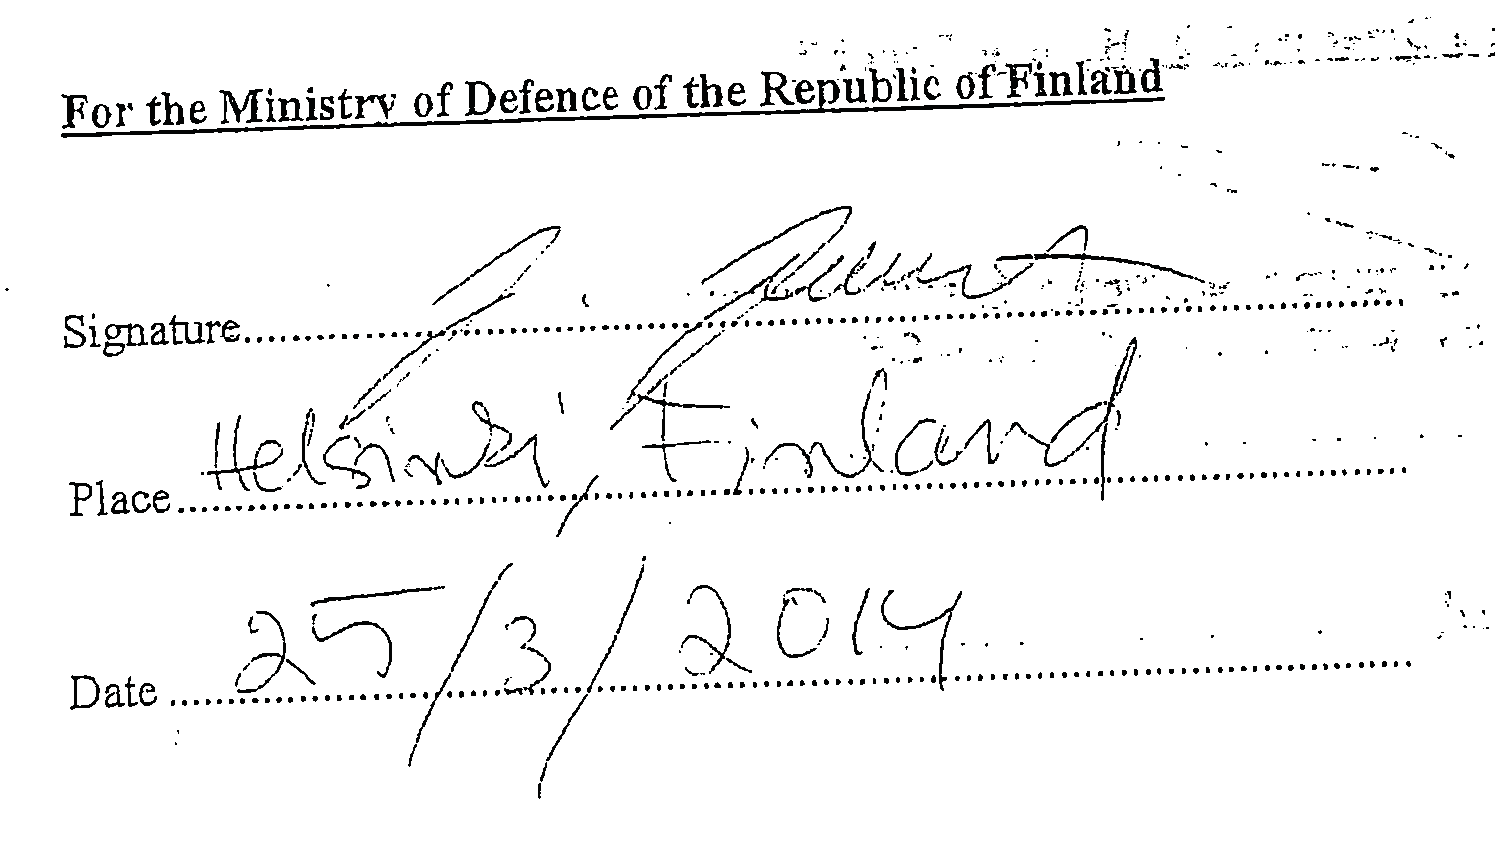 For the Ministry of Defence of the Republic of Finland
Signature
Place Helsinki, Finland
Date 25/3/2014